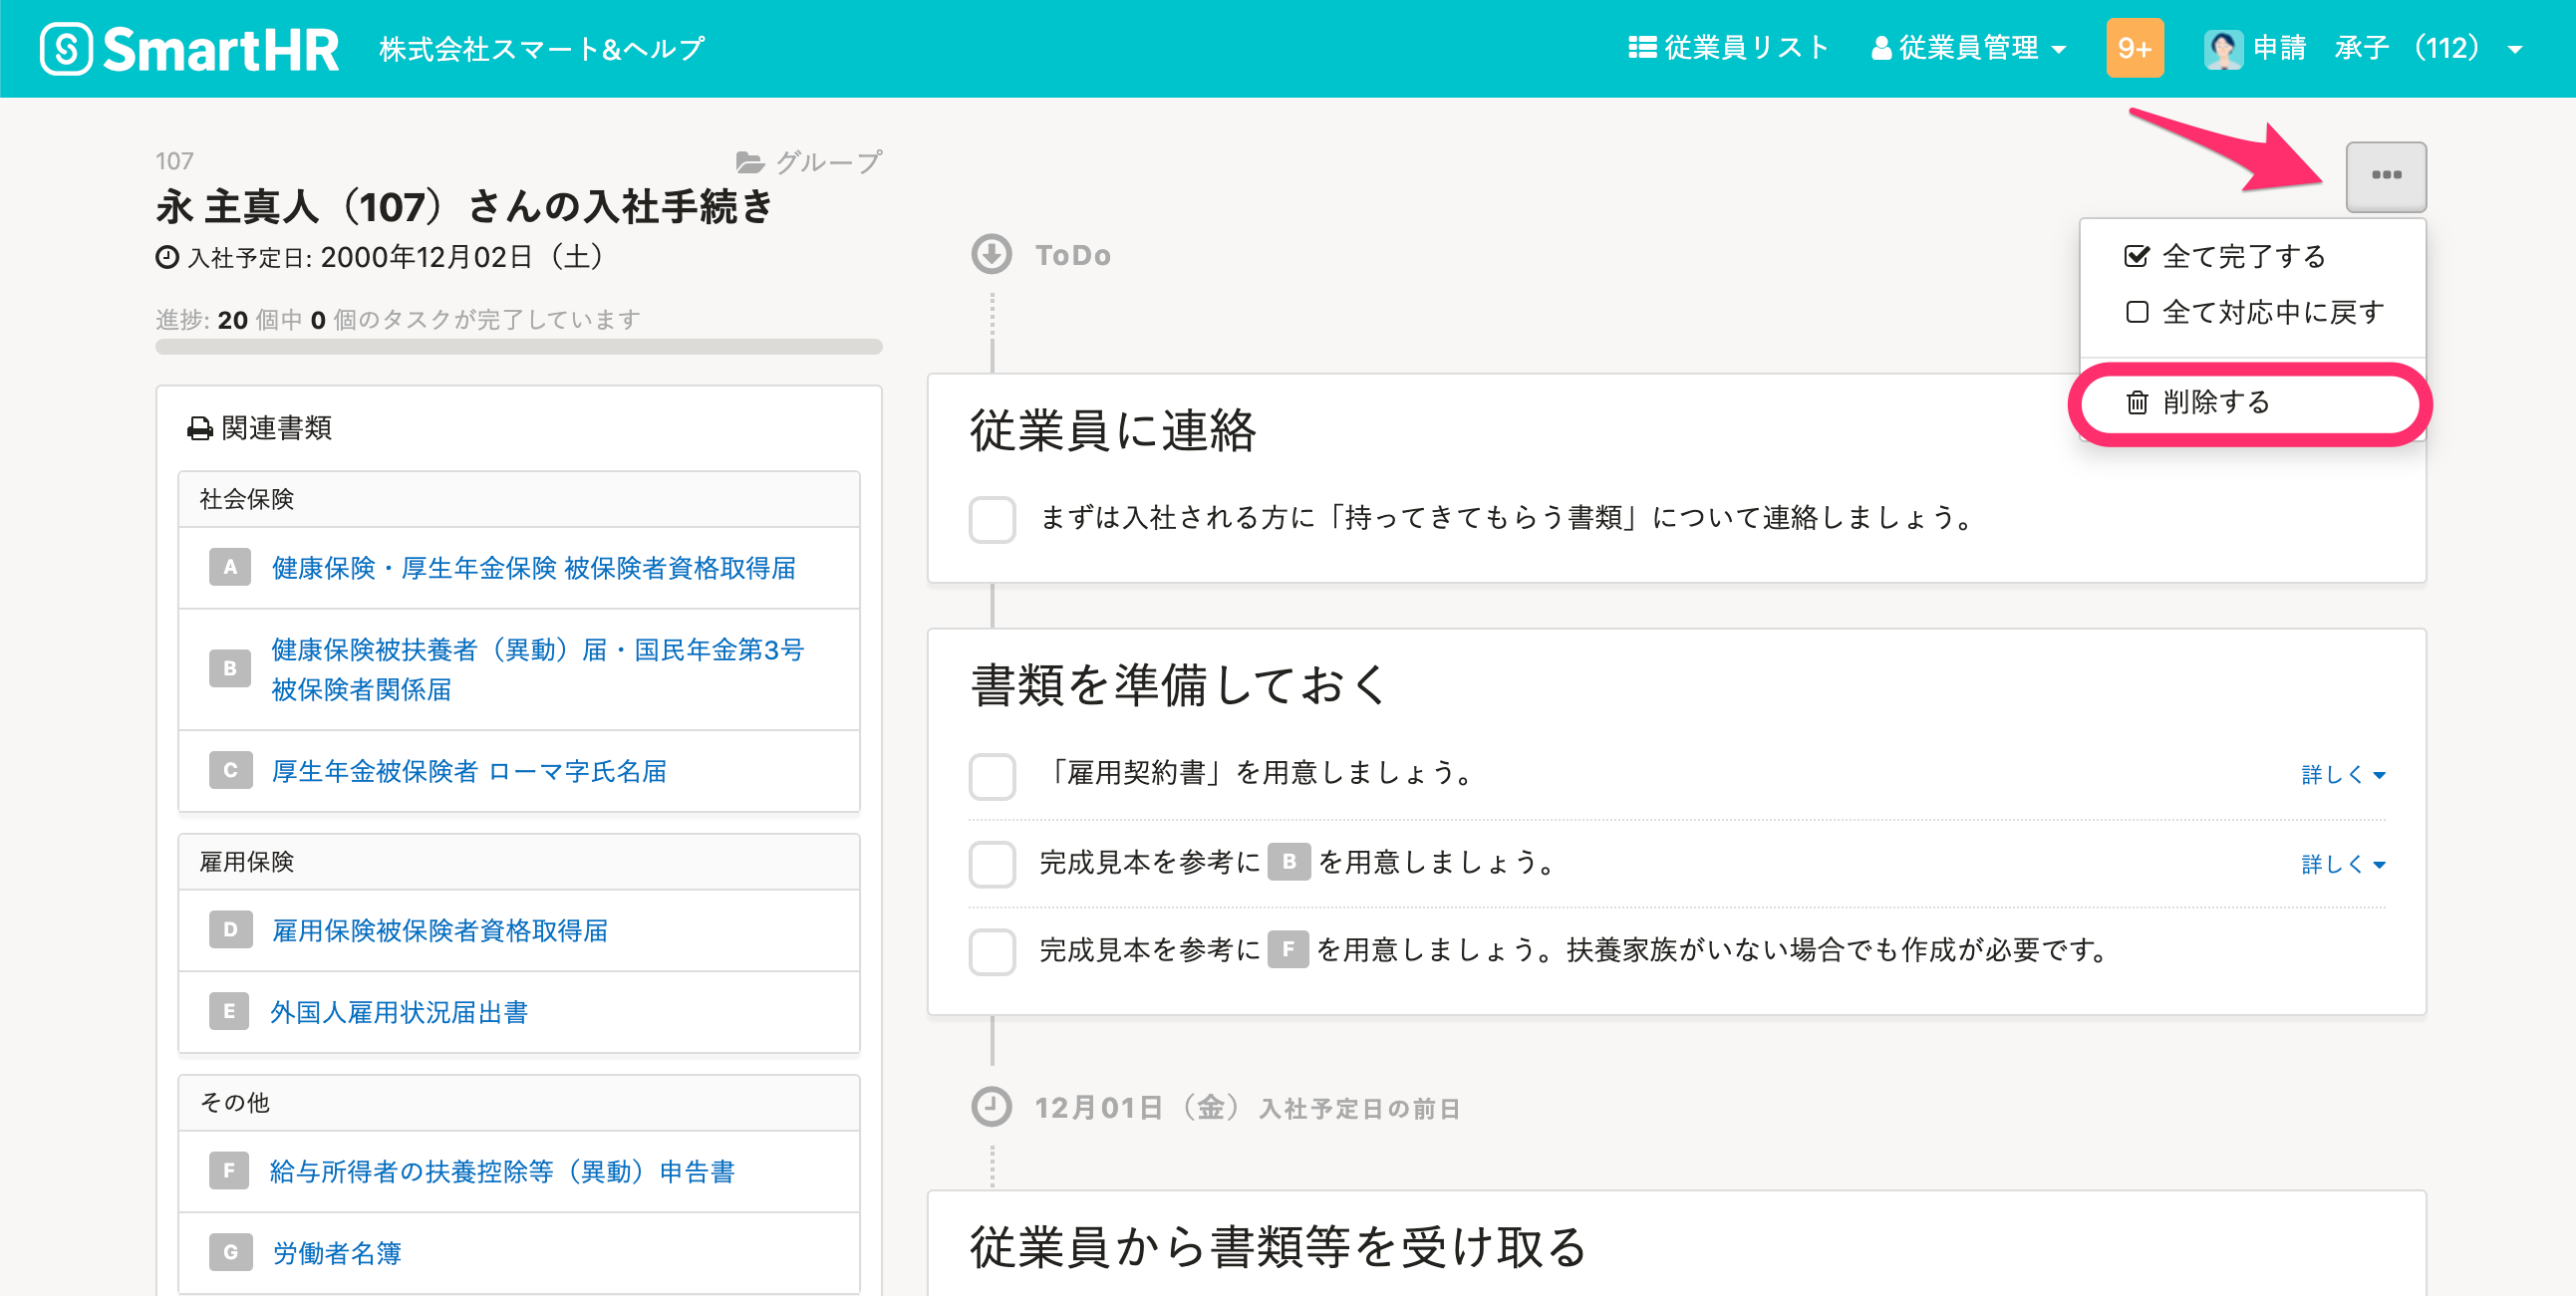 SmartHR 株式会社スマート&ヘルプ 従業員リスト 従業員管理 9+ 申請 承子 (112)
107 グループ
永 主真人（107）さんの入社手続き
入社予定日: 2000年12月02日（土）
進捗: 20 個中 0 個のタスクが完了しています
関連書類
社会保険
A 健康保険・厚生年金保険 被保険者資格取得届
B 健康保険被扶養者（異動）届・国民年金第3号
被保険者関係届
C 厚生年金被保険者 ローマ字氏名届
雇用保険
D 雇用保険被保険者資格取得届
E 外国人雇用状況届出書
その他
F 給与所得者の扶養控除等（異動）申告書
G 労働者名簿
全て完了する
全て対応中に戻す
削除する
ToDo
従業員に連絡
まずは入社される方に「持ってきてもらう書類」について連絡しましょう。
書類を準備しておく
「雇用契約書」を用意しましょう。 詳しく
完成見本を参考に B を用意しましょう。 詳しく
完成見本を参考に F を用意しましょう。扶養家族がいない場合でも作成が必要です。
12月01日（金）入社予定日の前日
従業員から書類等を受け取る